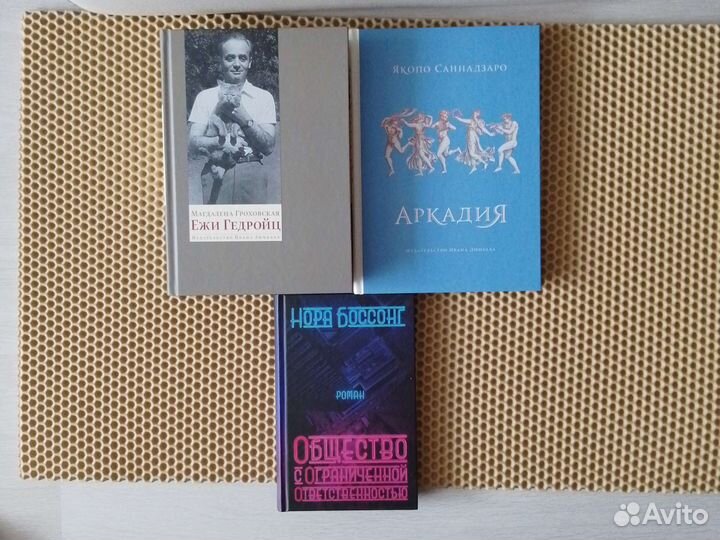 Магдалена Гроховская
Ежи Гедройц
Издательство Ивана Лимбаха
Якопо Саннадзаро
Аркадия
Издательство Ивана Лимбаха
Нора Боссонг
роман
Общество
с ограниченной
ответственностью
Avito